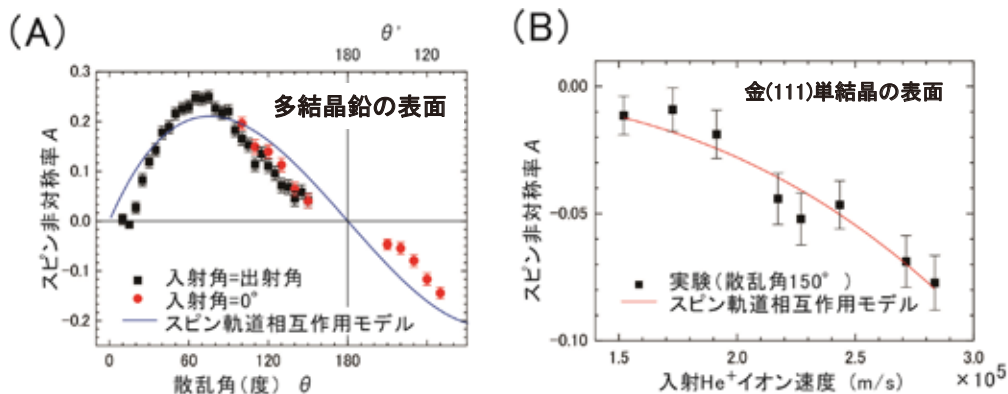 (A)
θ'
180 120
0.3
0.2
0.1
0.0
-0.1
-0.2
スピン非対称率 A
多結晶鉛の表面
入射角=出射角
入射角=0°
スピン軌道相互作用モデル
0 60 120 180
散乱角(度) θ
(B)
0.00
-0.05
-0.10
スピン非対称率 A
金(111)単結晶の表面
実験(散乱角150°)
スピン軌道相互作用モデル
1.5 2.0 2.5 3.0
入射He⁺イオン速度 (m/s) ×10⁵